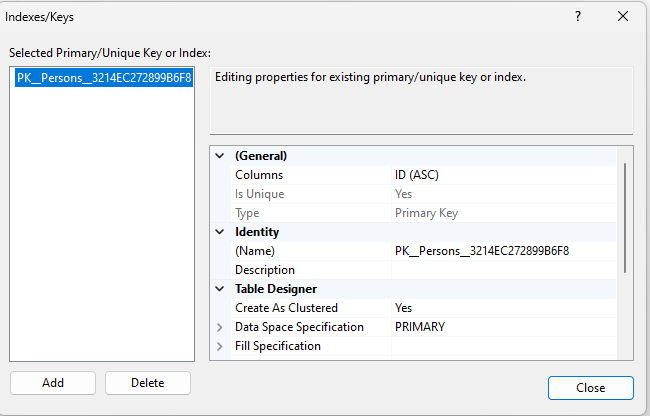 Indexes/Keys
?
Selected Primary/Unique Key or Index:
PK__Persons__3214EC272899B6F8
Editing properties for existing primary/unique key or index.
(General)
Columns ID (ASC)
Is Unique Yes
Type Primary Key
Identity
(Name) PK__Persons__3214EC272899B6F8
Description
Table Designer
Create As Clustered Yes
Data Space Specification PRIMARY
Fill Specification
Add Delete
Close